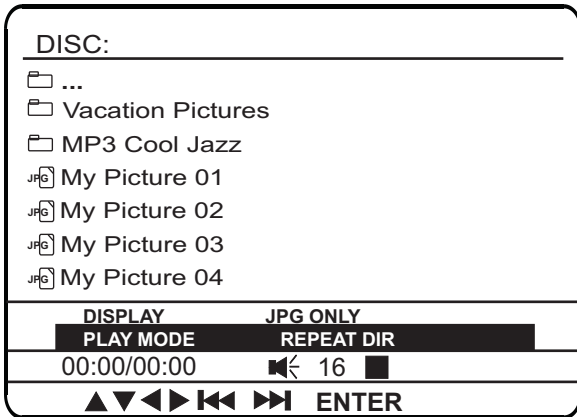 DISC:
...
Vacation Pictures
MP3 Cool Jazz
JPG My Picture 01
JPG My Picture 02
JPG My Picture 03
JPG My Picture 04
DISPLAY JPG ONLY
PLAY MODE REPEAT DIR
00:00/00:00 16
ENTER